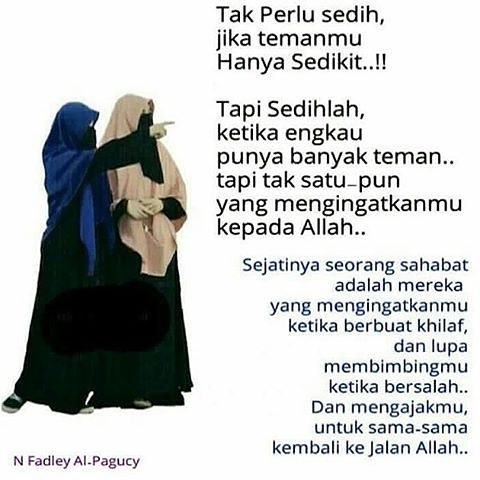 Tak Perlu sedih,
jika temanmu
Hanya Sedikit..!!
Tapi Sedihlah,
ketika engkau
punya banyak teman..
tapi tak satu-pun
yang mengingatkanmu
kepada Allah..
Sejatinya seorang sahabat
adalah mereka
yang mengingatkanmu
ketika berbuat khilaf,
dan lupa
membimbingmu
ketika bersalah..
Dan mengajakmu,
untuk sama-sama
kembali ke Jalan Allah..
N Fadley Al-Pagucy